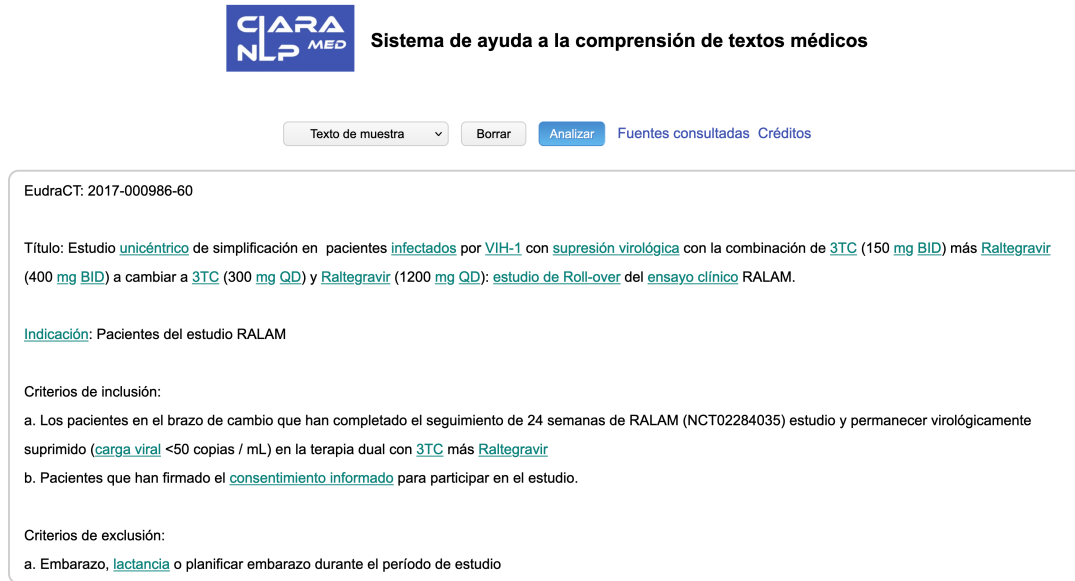 CLARA
NLP MED
Sistema de ayuda a la comprensión de textos médicos
Texto de muestra Borrar Analizar Fuentes consultadas Créditos
EudraCT: 2017-000986-60
Título: Estudio unicéntrico de simplificación en  pacientes infectados por VIH-1 con supresión virológica con la combinación de 3TC (150 mg BID) más Raltegravir
(400 mg BID) a cambiar a 3TC (300 mg QD) y Raltegravir (1200 mg QD): estudio de Roll-over del ensayo clínico RALAM.
Indicación: Pacientes del estudio RALAM
Criterios de inclusión:
a. Los pacientes en el brazo de cambio que han completado el seguimiento de 24 semanas de RALAM (NCT02284035) estudio y permanecer virológicamente
suprimido (carga viral <50 copias / mL) en la terapia dual con 3TC más Raltegravir
b. Pacientes que han firmado el consentimiento informado para participar en el estudio.
Criterios de exclusión:
a. Embarazo, lactancia o planificar embarazo durante el período de estudio